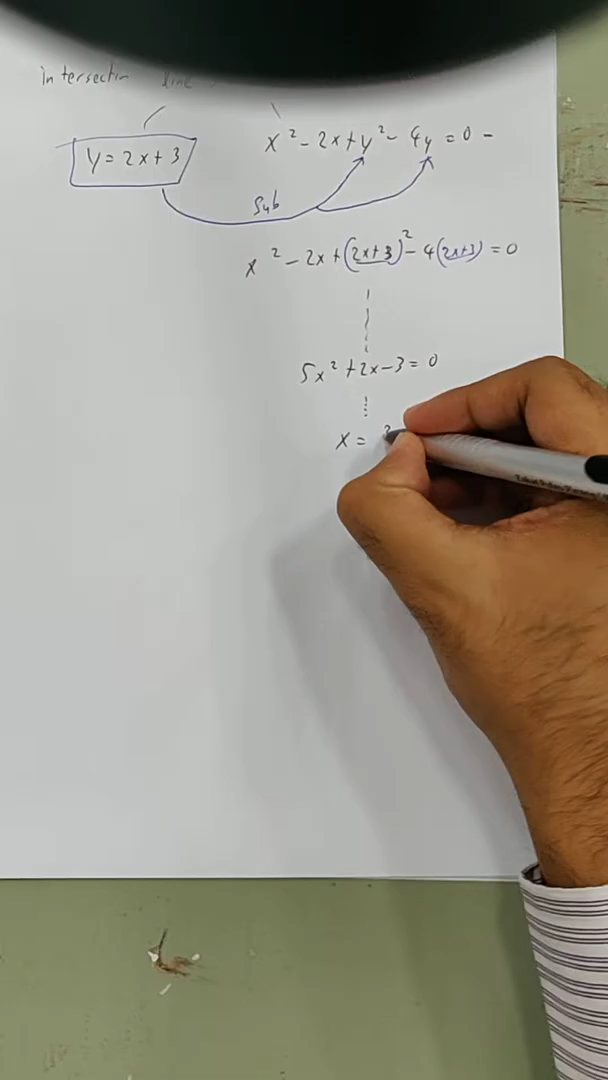 intersection line
y = 2x + 3
x² - 2x + y² - 4y = 0 -
Sub
x² - 2x + (2x+3)² - 4(2x+3) = 0
5x² + 2x - 3 = 0
x =